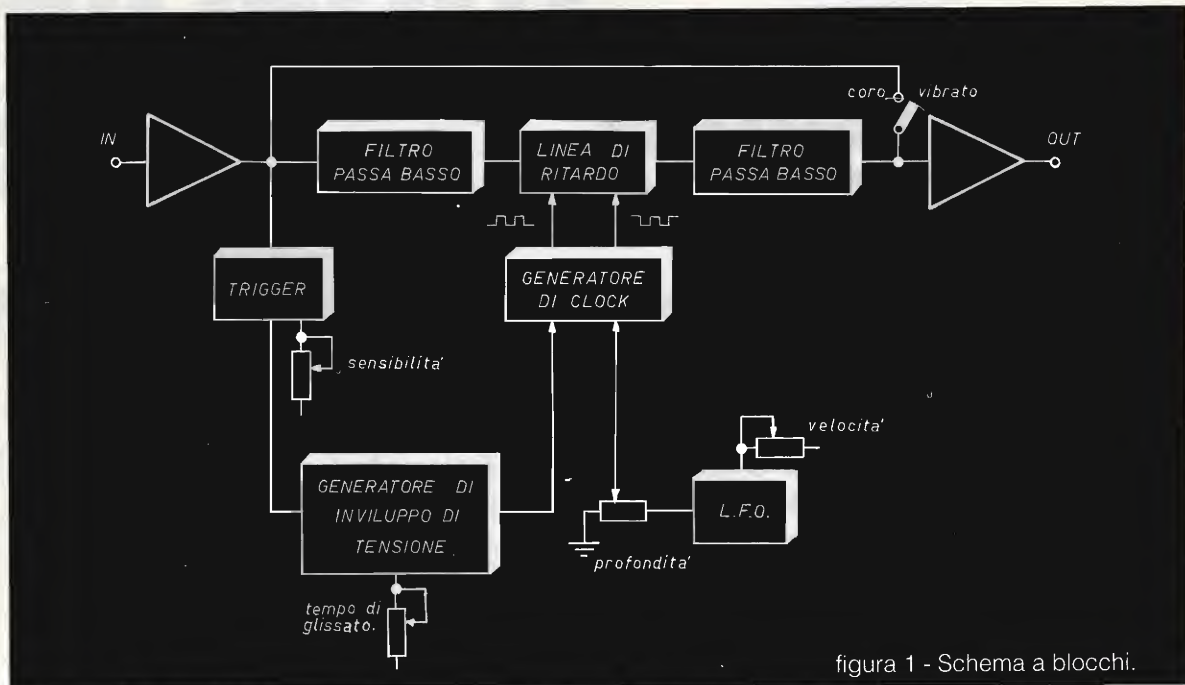 coro
vibrato
IN
OUT
FILTRO
PASSA BASSO
LINEA DI
RITARDO
FILTRO
PASSA BASSO
TRIGGER
GENERATORE
DI CLOCK
sensibilita'
velocita'
GENERATORE DI
INVILUPPO DI
TENSIONE
L.F.O.
profondita'
tempo di
glissato.
figura 1 - Schema a blocchi.